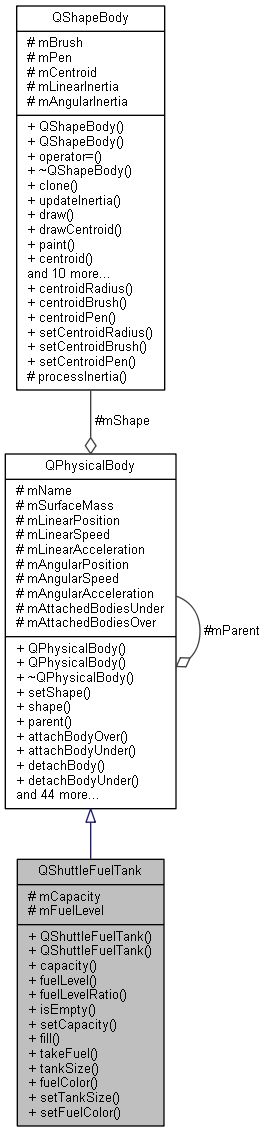 QShapeBody
# mBrush
# mPen
# mCentroid
# mLinearInertia
# mAngularInertia
+ QShapeBody()
+ QShapeBody()
+ operator=()
+ ~QShapeBody()
+ clone()
+ updateInertia()
+ draw()
+ drawCentroid()
+ paint()
+ centroid()
and 10 more...
+ centroidRadius()
+ centroidBrush()
+ centroidPen()
+ setCentroidRadius()
+ setCentroidBrush()
+ setCentroidPen()
# processInertia()
#mShape
QPhysicalBody
# mName
# mSurfaceMass
# mLinearPosition
# mLinearSpeed
# mLinearAcceleration
# mAngularPosition
# mAngularSpeed
# mAngularAcceleration
# mAttachedBodiesUnder
# mAttachedBodiesOver
+ QPhysicalBody()
+ QPhysicalBody()
+ ~QPhysicalBody()
+ setShape()
+ shape()
+ parent()
+ attachBodyOver()
+ attachBodyUnder()
+ detachBody()
+ detachBodyUnder()
and 44 more...
#mParent
QShuttleFuelTank
# mCapacity
# mFuelLevel
+ QShuttleFuelTank()
+ QShuttleFuelTank()
+ capacity()
+ fuelLevel()
+ fuelLevelRatio()
+ isEmpty()
+ setCapacity()
+ fill()
+ takeFuel()
+ tankSize()
+ fuelColor()
+ setTankSize()
+ setFuelColor()